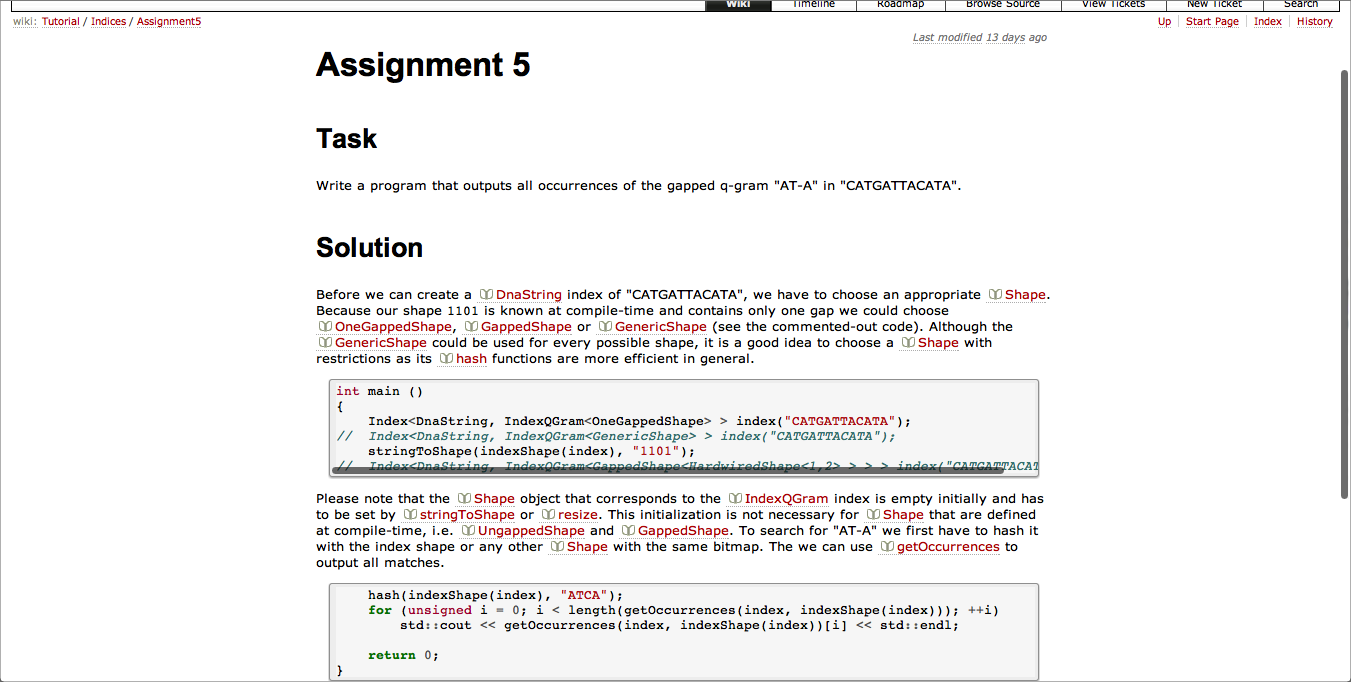 Wiki Timeline Roadmap Browse Source View Tickets New Ticket Search
wiki: Tutorial / Indices / Assignment5 Up Start Page Index History
Last modified 13 days ago
Assignment 5
Task
Write a program that outputs all occurrences of the gapped q-gram "AT-A" in "CATGATTACATA".
Solution
Before we can create a DnaString index of "CATGATTACATA", we have to choose an appropriate Shape.
Because our shape 1101 is known at compile-time and contains only one gap we could choose
OneGappedShape, GappedShape or GenericShape (see the commented-out code). Although the
GenericShape could be used for every possible shape, it is a good idea to choose a Shape with
restrictions as its hash functions are more efficient in general.
int main ()
{
Index<DnaString, IndexQGram<OneGappedShape> > index("CATGATTACATA");
// Index<DnaString, IndexQGram<GenericShape> > index("CATGATTACATA");
stringToShape(indexShape(index), "1101");
// Index<DnaString, IndexQGram<GappedShape<HardwiredShape<1,2> > > > index("CATGATTACAT
Please note that the Shape object that corresponds to the IndexQGram index is empty initially and has
to be set by stringToShape or resize. This initialization is not necessary for Shape that are defined
at compile-time, i.e. UngappedShape and GappedShape. To search for "AT-A" we first have to hash it
with the index shape or any other Shape with the same bitmap. The we can use getOccurrences to
output all matches.
hash(indexShape(index), "ATCA");
for (unsigned i = 0; i < length(getOccurrences(index, indexShape(index))); ++i)
std::cout << getOccurrences(index, indexShape(index))[i] << std::endl;
return 0;
}